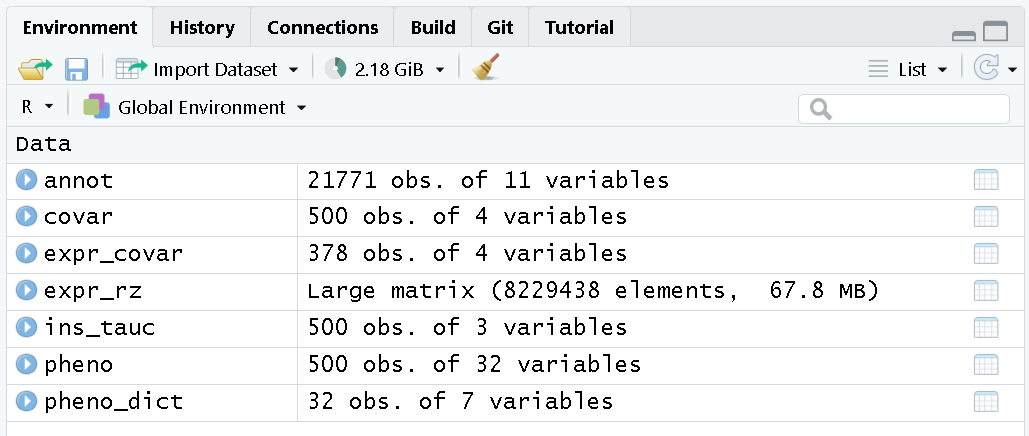 Environment History Connections Build Git Tutorial
Import Dataset 2.18 GiB List
R Global Environment
Data
annot 21771 obs. of 11 variables
covar 500 obs. of 4 variables
expr_covar 378 obs. of 4 variables
expr_rz Large matrix (8229438 elements, 67.8 MB)
ins_tauc 500 obs. of 3 variables
pheno 500 obs. of 32 variables
pheno_dict 32 obs. of 7 variables